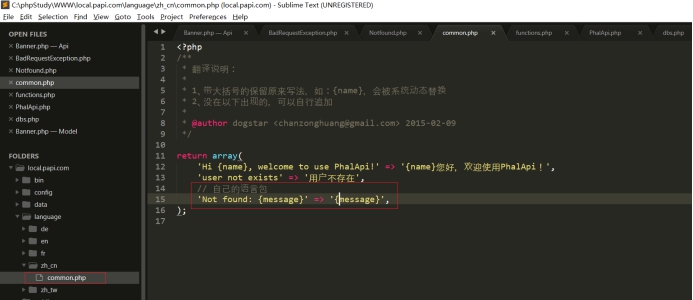 C:\phpStudy\WWW\local.papi.com\language\zh_cn\common.php (local.papi.com) - Sublime Text (UNREGISTERED)
File Edit Selection Find View Goto Tools Project Preferences Help
OPEN FILES
Banner.php — Api
BadRequestException.php
Notfound.php
common.php
functions.php
PhalApi.php
dbs.php
Banner.php — Model
FOLDERS
local.papi.com
bin
config
data
language
de
en
fr
zh_cn
common.php
zh_tw
Banner.php — Api
BadRequestException.php
Notfound.php
common.php
functions.php
PhalApi.php
dbs.php
1 <?php
2 /**
3 * 翻译说明：
4 *
5 * 1、带大括号的保留原来写法，如：{name}，会被系统动态替换
6 * 2、没在以下出现的，可以自行追加
7 *
8 * @author dogstar <chanzonghuang@gmail.com> 2015-02-09
9 */
10
11 return array(
12 'Hi {name}, welcome to use PhalApi!' => '{name}您好，欢迎使用PhalApi！',
13 'user not exists' => '用户不存在',
14 // 自己的语言包
15 'Not found: {message}' => '{message}',
16 );
17